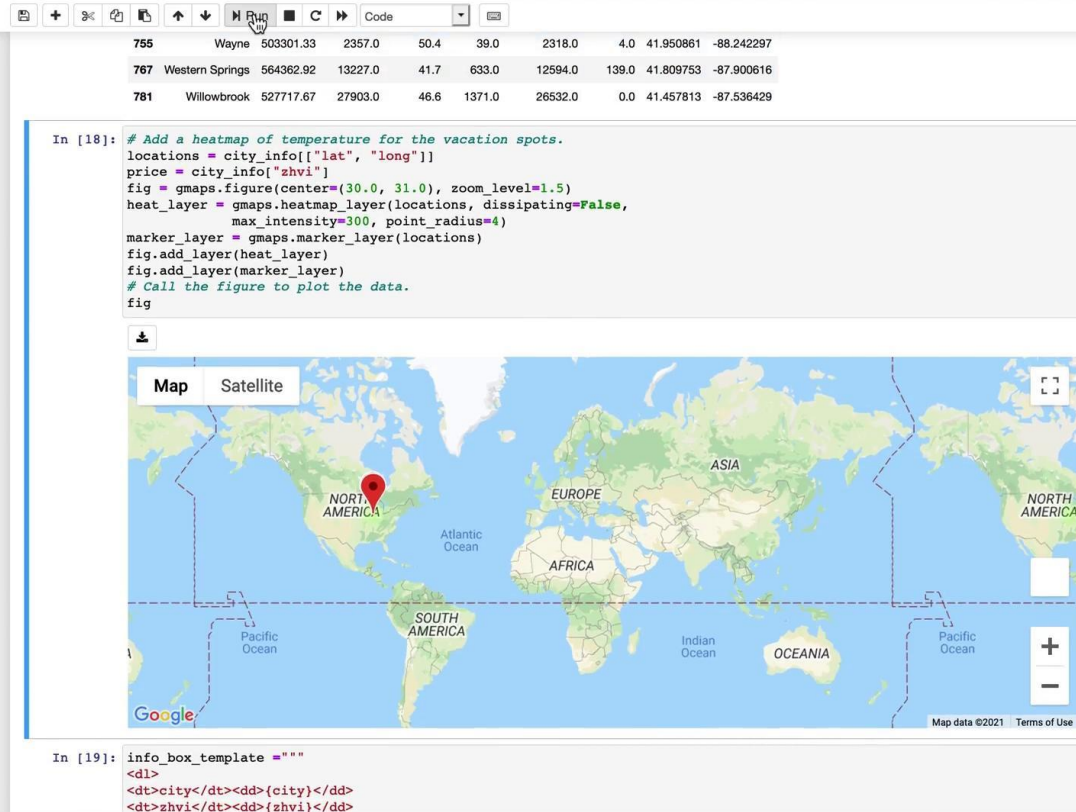 Run
Code
755 Wayne 503301.33 2357.0 50.4 39.0 2318.0 4.0 41.950861 -88.242297
767 Western Springs 564362.92 13227.0 41.7 633.0 12594.0 139.0 41.809753 -87.900616
781 Willowbrook 527717.67 27903.0 46.6 1371.0 26532.0 0.0 41.457813 -87.536429
In [18]: # Add a heatmap of temperature for the vacation spots.
locations = city_info[["lat", "long"]]
price = city_info["zhvi"]
fig = gmaps.figure(center=(30.0, 31.0), zoom_level=1.5)
heat_layer = gmaps.heatmap_layer(locations, dissipating=False,
max_intensity=300, point_radius=4)
marker_layer = gmaps.marker_layer(locations)
fig.add_layer(heat_layer)
fig.add_layer(marker_layer)
# Call the figure to plot the data.
fig
Map Satellite
ASIA
NORTH
AMERICA
EUROPE
NORTH
AMERICA
Atlantic
Ocean
AFRICA
SOUTH
AMERICA
Pacific
Ocean
Indian
Ocean
OCEANIA
Pacific
Ocean
A
Google
Map data ©2021 Terms of Use
In [19]: info_box_template ="""
<dl>
<dt>city</dt><dd>{city}</dd>
<dt>zhvi</dt><dd>{zhvi}</dd>